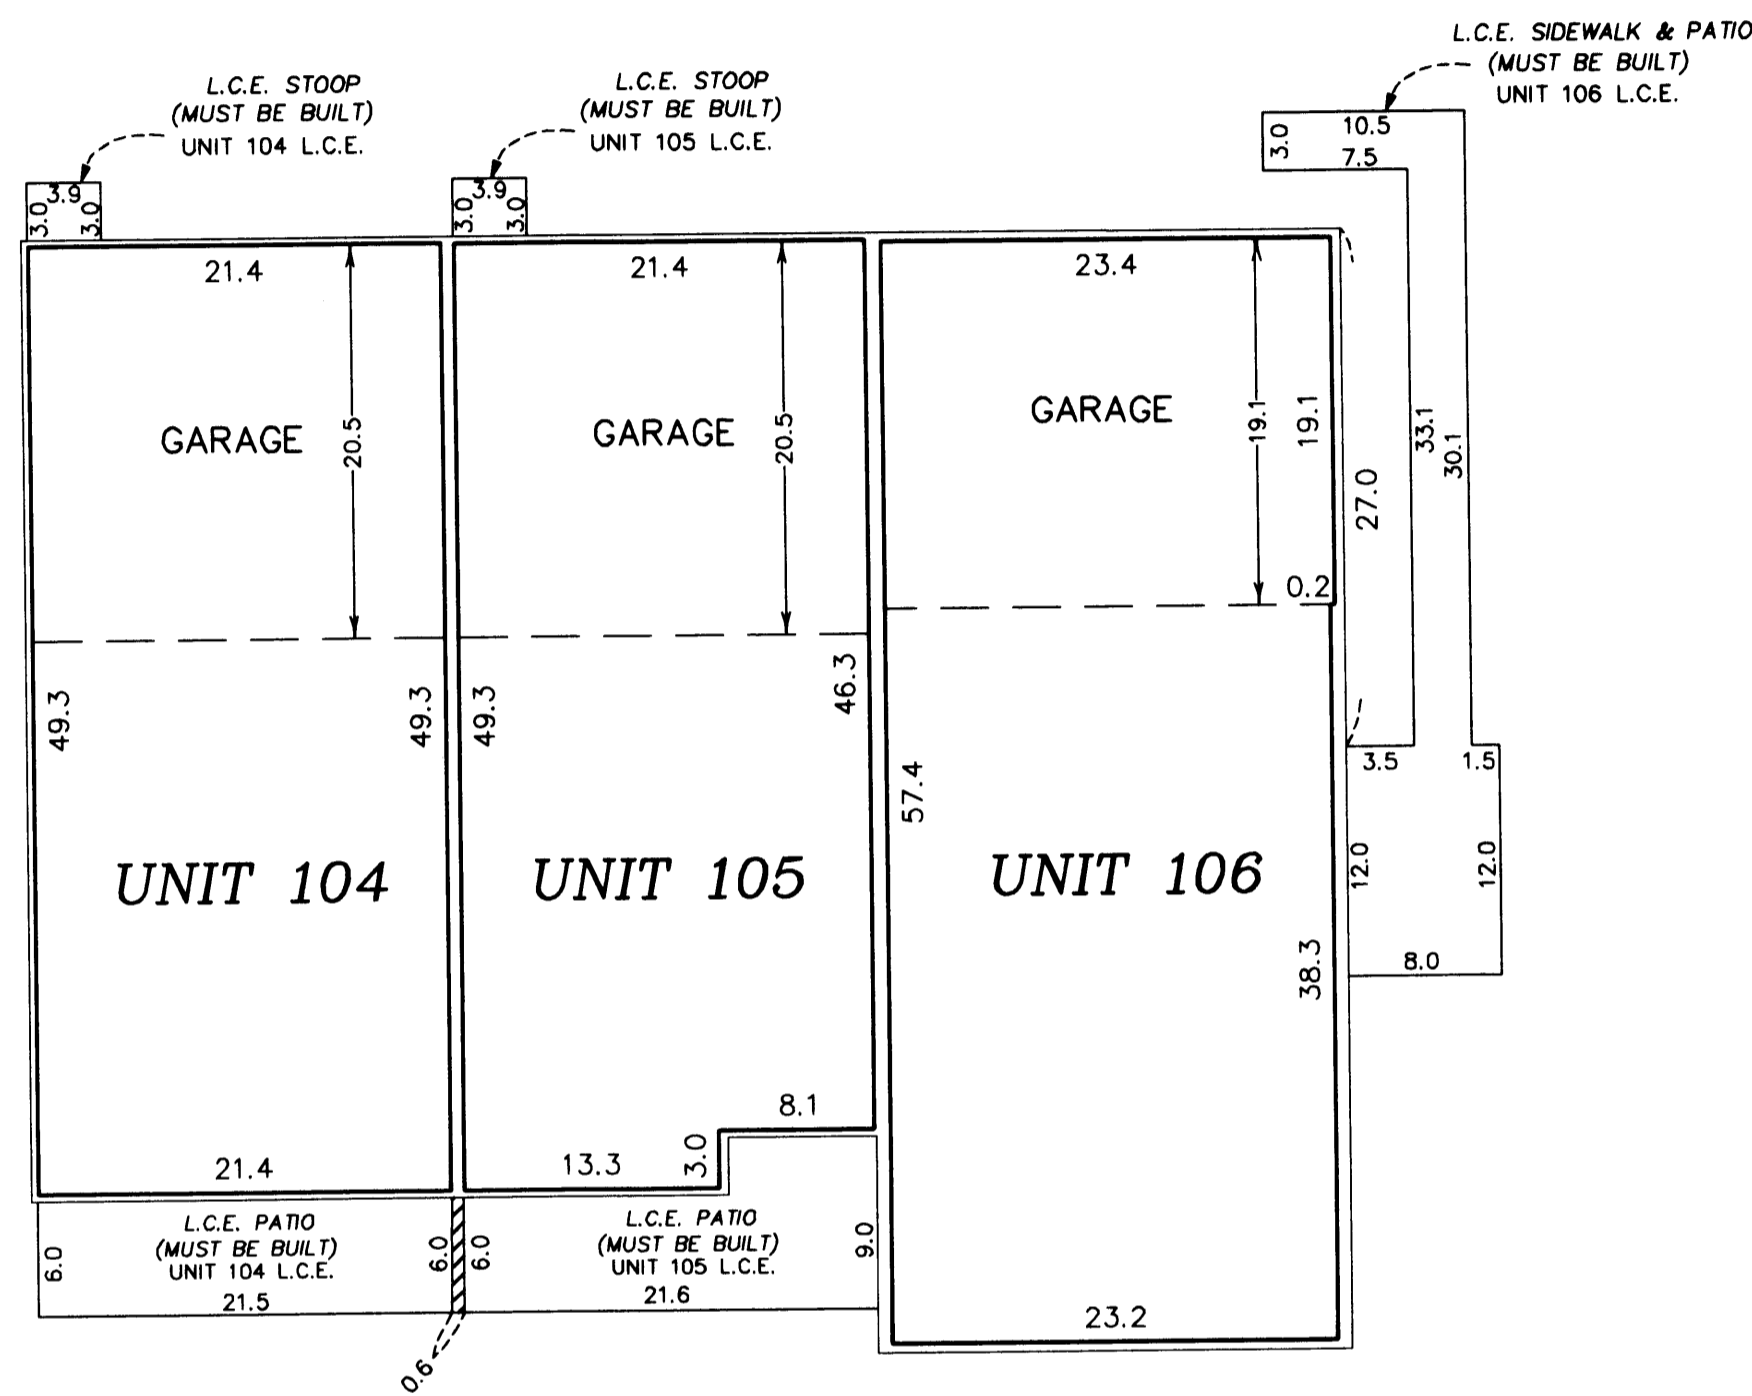 L.C.E. SIDEWALK & PATIO
(MUST BE BUILT)
UNIT 106 L.C.E.
L.C.E. STOOP
(MUST BE BUILT)
UNIT 104 L.C.E.
L.C.E. STOOP
(MUST BE BUILT)
UNIT 105 L.C.E.
10.5
3.0
7.5
3.9
3.0
3.0
3.9
3.0
3.0
21.4
21.4
23.4
GARAGE
20.5
GARAGE
20.5
GARAGE
19.1
19.1
27.0
33.1
30.1
0.2
49.3
49.3
49.3
46.3
57.4
3.5
1.5
UNIT 104
UNIT 105
UNIT 106
12.0
12.0
38.3
8.0
8.1
21.4
13.3
3.0
L.C.E. PATIO
(MUST BE BUILT)
UNIT 104 L.C.E.
6.0
6.0
21.5
L.C.E. PATIO
(MUST BE BUILT)
UNIT 105 L.C.E.
6.0
9.0
21.6
23.2
0.6